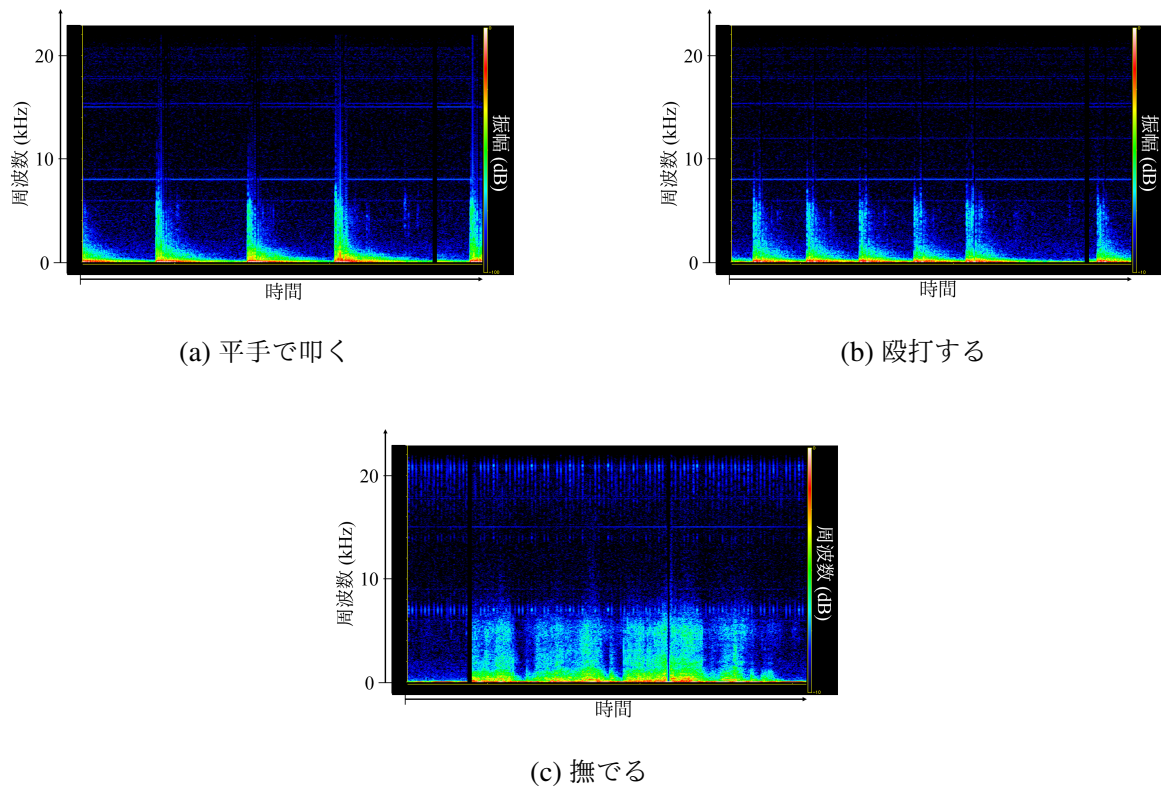 20
10
0
周波数 (kHz)
振幅 (dB)
時間
(a) 平手で叩く
20
10
0
周波数 (kHz)
振幅 (dB)
時間
(b) 殴打する
20
10
0
周波数 (kHz)
周波数 (dB)
時間
(c) 撫でる